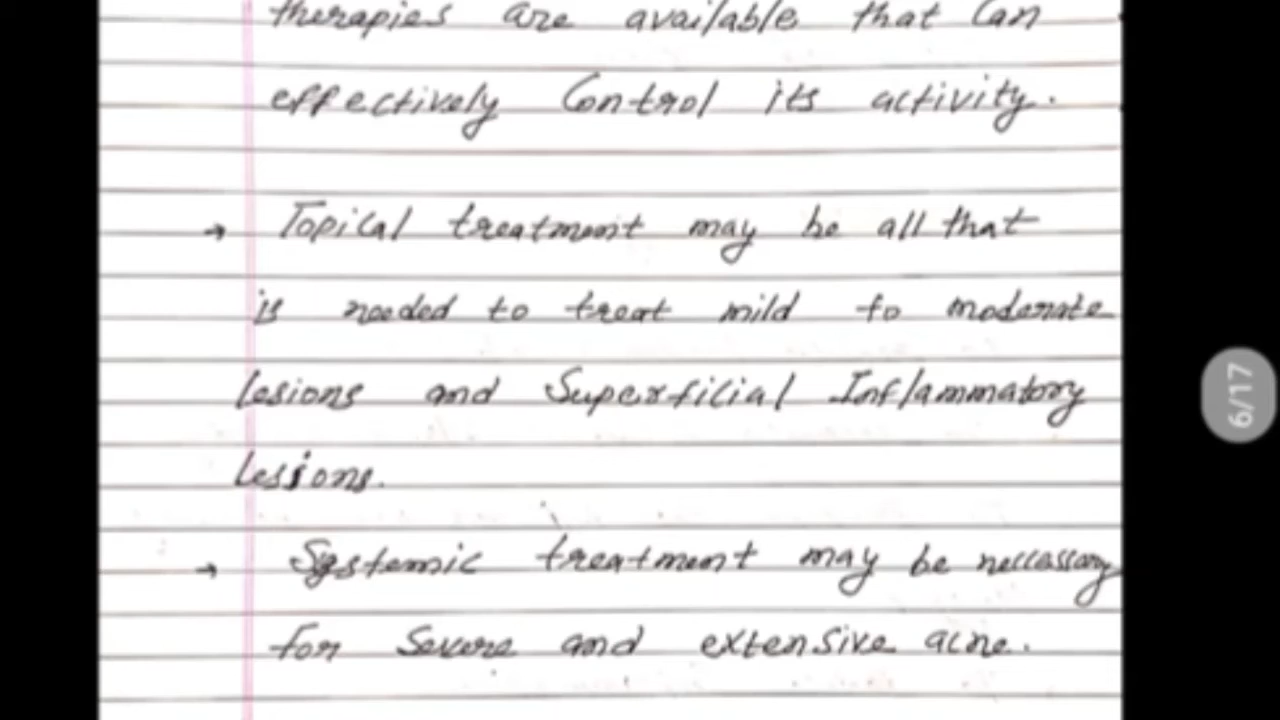 therapies are available that Can
effectively Control its activity.
→ Topical treatment may be all that
is needed to treat mild to moderate
lesions and Superficial Inflammatory
lesions.
→ Systemic treatment may be neccassary
for Severe and extensive acne.
6/17